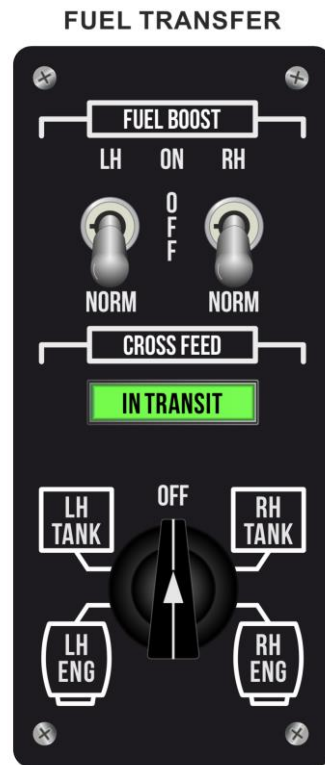 FUEL TRANSFER
FUEL BOOST
LH ON RH
OFF
NORM NORM
CROSS FEED
IN TRANSIT
OFF
LH TANK
RH TANK
LH ENG
RH ENG